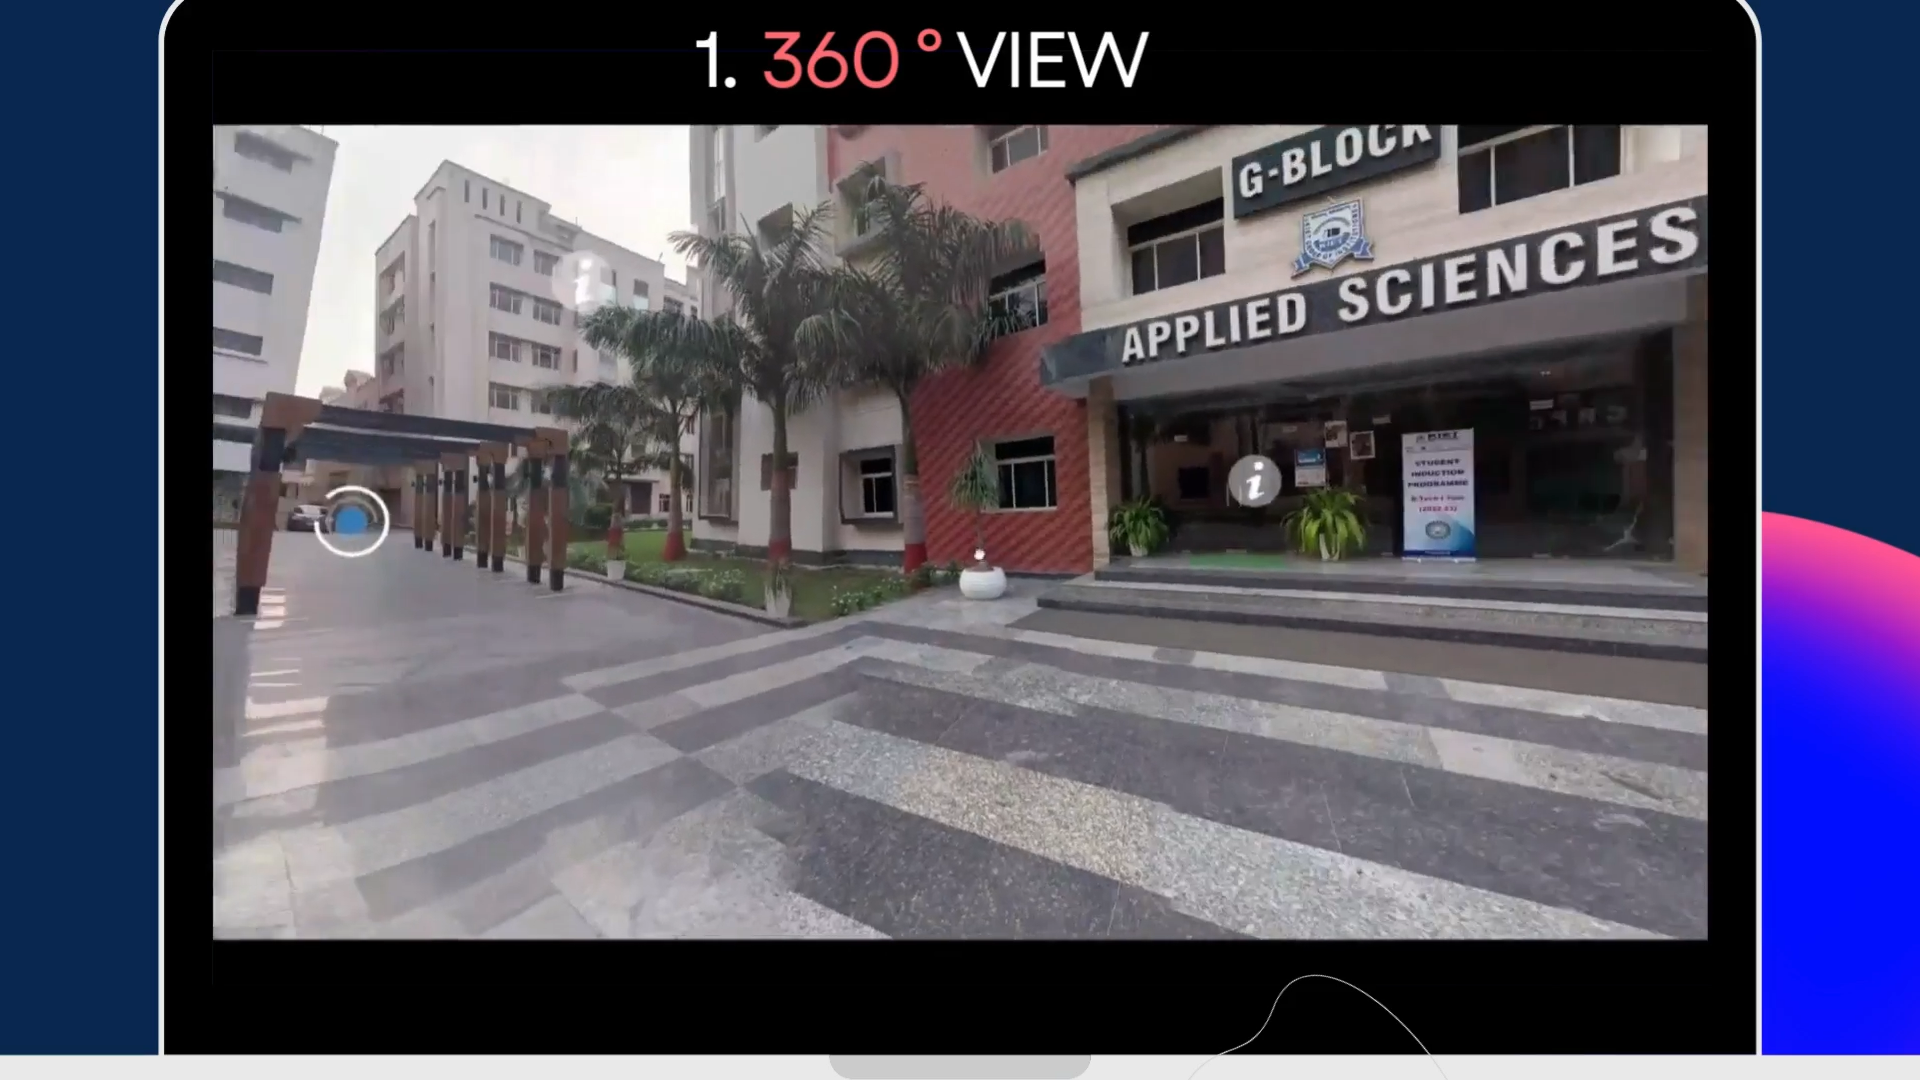 1. 360° VIEW
G-BLOCK
APPLIED SCIENCES
i
i
STUDENT
INDUCTION
PROGRAMME